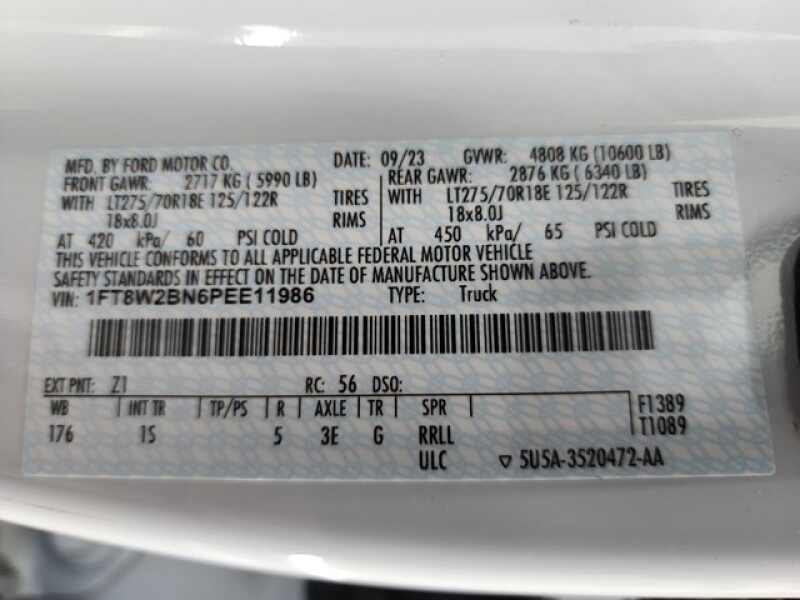 MFD. BY FORD MOTOR CO. DATE: 09/23 GVWR: 4808 KG (10600 LB)
FRONT GAWR: 2717 KG ( 5990 LB) REAR GAWR: 2876 KG ( 6340 LB)
WITH LT275/70R18E 125/122R TIRES WITH LT275/70R18E 125/122R TIRES
18x8.0J RIMS 18x8.0J RIMS
AT 420 kPa/ 60 PSI COLD AT 450 kPa/ 65 PSI COLD
THIS VEHICLE CONFORMS TO ALL APPLICABLE FEDERAL MOTOR VEHICLE
SAFETY STANDARDS IN EFFECT ON THE DATE OF MANUFACTURE SHOWN ABOVE.
VIN: 1FT8W2BN6PEE11986 TYPE: Truck
EXT PNT: Z1 RC: 56 DSO:
WB INT TR TP/PS R AXLE TR SPR F1389
176 1S 5 3E G RRLL T1089
ULC ▽ 5U5A-3520472-AA